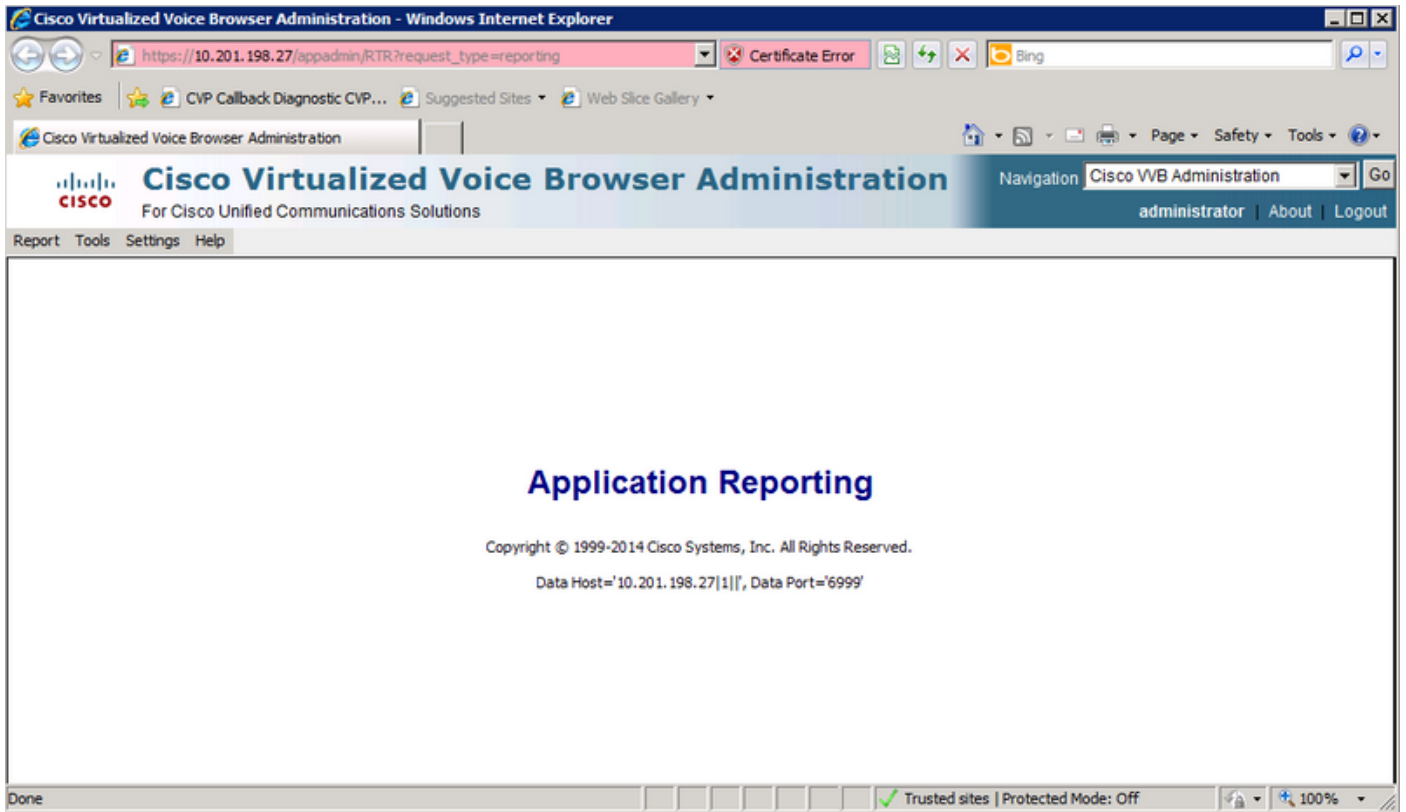 Cisco Virtualized Voice Browser Administration - Windows Internet Explorer
https://10.201.198.27/appadmin/RTR?request_type=reporting
Certificate Error
Bing
Favorites
CVP Callback Diagnostic CVP...
Suggested Sites
Web Slice Gallery
Cisco Virtualized Voice Browser Administration
Page
Safety
Tools
CISCO
Cisco Virtualized Voice Browser Administration
For Cisco Unified Communications Solutions
Navigation
Cisco VVB Administration
Go
administrator | About | Logout
Report Tools Settings Help
Application Reporting
Copyright © 1999-2014 Cisco Systems, Inc. All Rights Reserved.
Data Host='10.201.198.27|1||', Data Port='6999'
Done
Trusted sites | Protected Mode: Off
100%